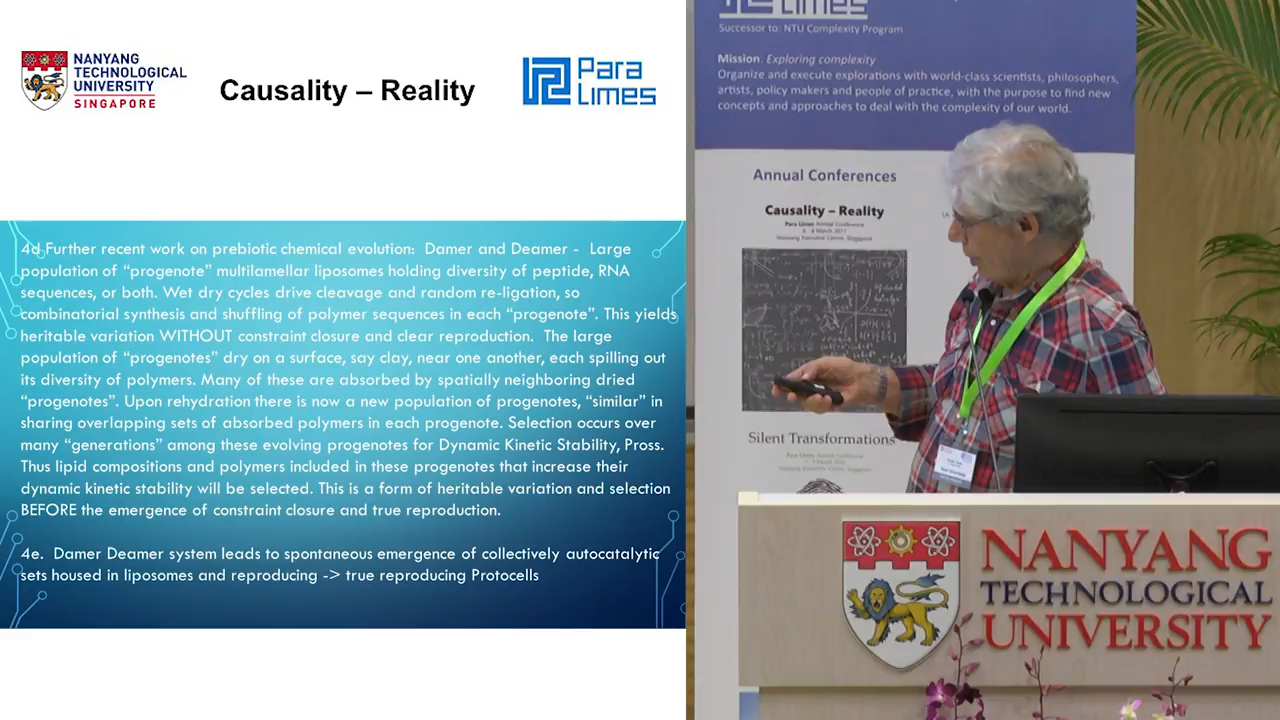 NANYANG
TECHNOLOGICAL
UNIVERSITY
SINGAPORE
Causality – Reality
Para
Limes
4d Further recent work on prebiotic chemical evolution: Damer and Deamer - Large
population of “progenote” multilamellar liposomes holding diversity of peptide, RNA
sequences, or both. Wet dry cycles drive cleavage and random re-ligation, so
combinatorial synthesis and shuffling of polymer sequences in each “progenote”. This yields
heritable variation WITHOUT constraint closure and clear reproduction. The large
population of “progenotes” dry on a surface, say clay, near one another, each spilling out
its diversity of polymers. Many of these are absorbed by spatially neighboring dried
“progenotes”. Upon rehydration there is now a new population of progenotes, “similar” in
sharing overlapping sets of absorbed polymers in each progenote. Selection occurs over
many “generations” among these evolving progenotes for Dynamic Kinetic Stability, Pross.
Thus lipid compositions and polymers included in these progenotes that increase their
dynamic kinetic stability will be selected. This is a form of heritable variation and selection
BEFORE the emergence of constraint closure and true reproduction.
4e. Damer Deamer system leads to spontaneous emergence of collectively autocatalytic
sets housed in liposomes and reproducing -> true reproducing Protocells
LIMES
Successor to: NTU Complexity Program
Mission: Exploring complexity
Organize and execute explorations with world-class scientists, philosophers,
artists, policy makers and people of practice, with the purpose to find new
concepts and approaches to deal with the complexity of our world.
Annual Conferences
Causality – Reality
Para Limes Annual Conference
Nanyang Executive Centre, Singapore
Silent Transformations
Para Limes Annual Conference
Nanyang Executive Centre, Singapore
NANYANG
TECHNOLOGICAL
UNIVERSITY